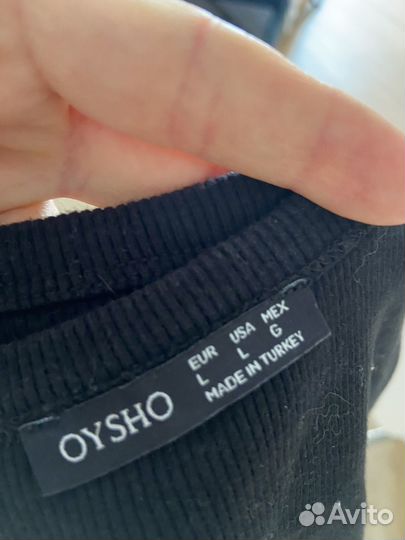 OYSHO
EUR USA MEX
L L G
MADE IN TURKEY
Avito